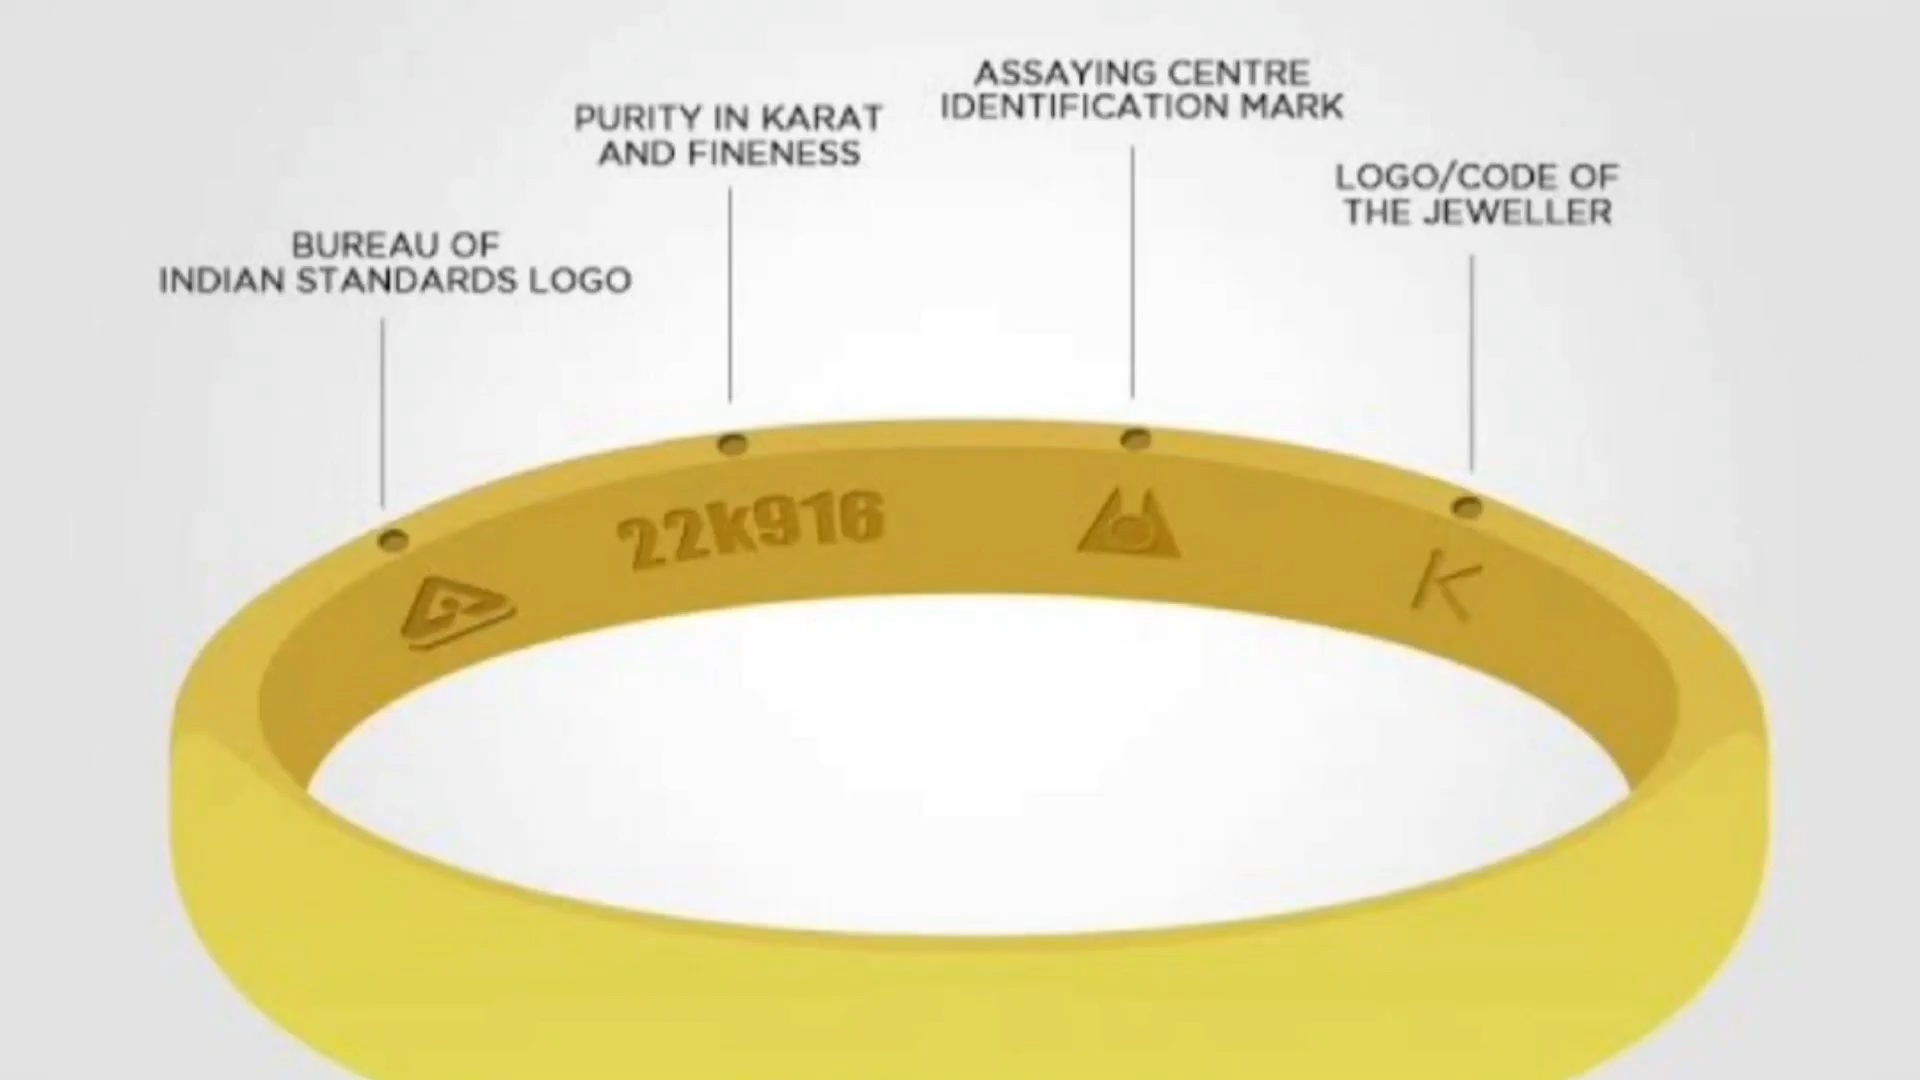 ASSAYING CENTRE
IDENTIFICATION MARK
PURITY IN KARAT
AND FINENESS
LOGO/CODE OF
THE JEWELLER
BUREAU OF
INDIAN STANDARDS LOGO
22k916
K